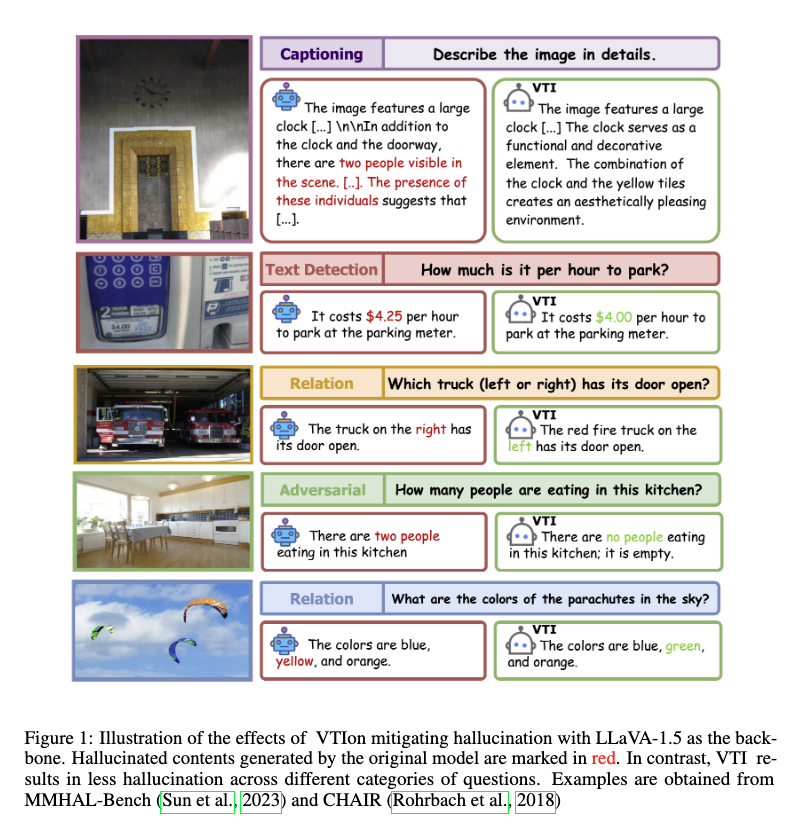 Captioning
Describe the image in details.
The image features a large
clock [...] \n\nIn addition to
the clock and the doorway,
there are two people visible in
the scene. [..]. The presence of
these individuals suggests that
[...].
VTI
The image features a large
clock [...] The clock serves as a
functional and decorative
element. The combination of
the clock and the yellow tiles
creates an aesthetically pleasing
environment.
2 HOUR
$4.00
P
Text Detection
How much is it per hour to park?
It costs $4.25 per hour
to park at the parking meter.
VTI
It costs $4.00 per hour to
park at the parking meter.
Relation
Which truck (left or right) has its door open?
The truck on the right has
its door open.
VTI
The red fire truck on the
left has its door open.
Adversarial
How many people are eating in this kitchen?
There are two people
eating in this kitchen
VTI
There are no people eating
in this kitchen; it is empty.
Relation
What are the colors of the parachutes in the sky?
The colors are blue,
yellow, and orange.
VTI
The colors are blue, green,
and orange.
Figure 1: Illustration of the effects of VTIon mitigating hallucination with LLaVA-1.5 as the back-
bone. Hallucinated contents generated by the original model are marked in red. In contrast, VTI re-
sults in less hallucination across different categories of questions. Examples are obtained from
MMHAL-Bench (Sun et al., 2023) and CHAIR (Rohrbach et al., 2018)